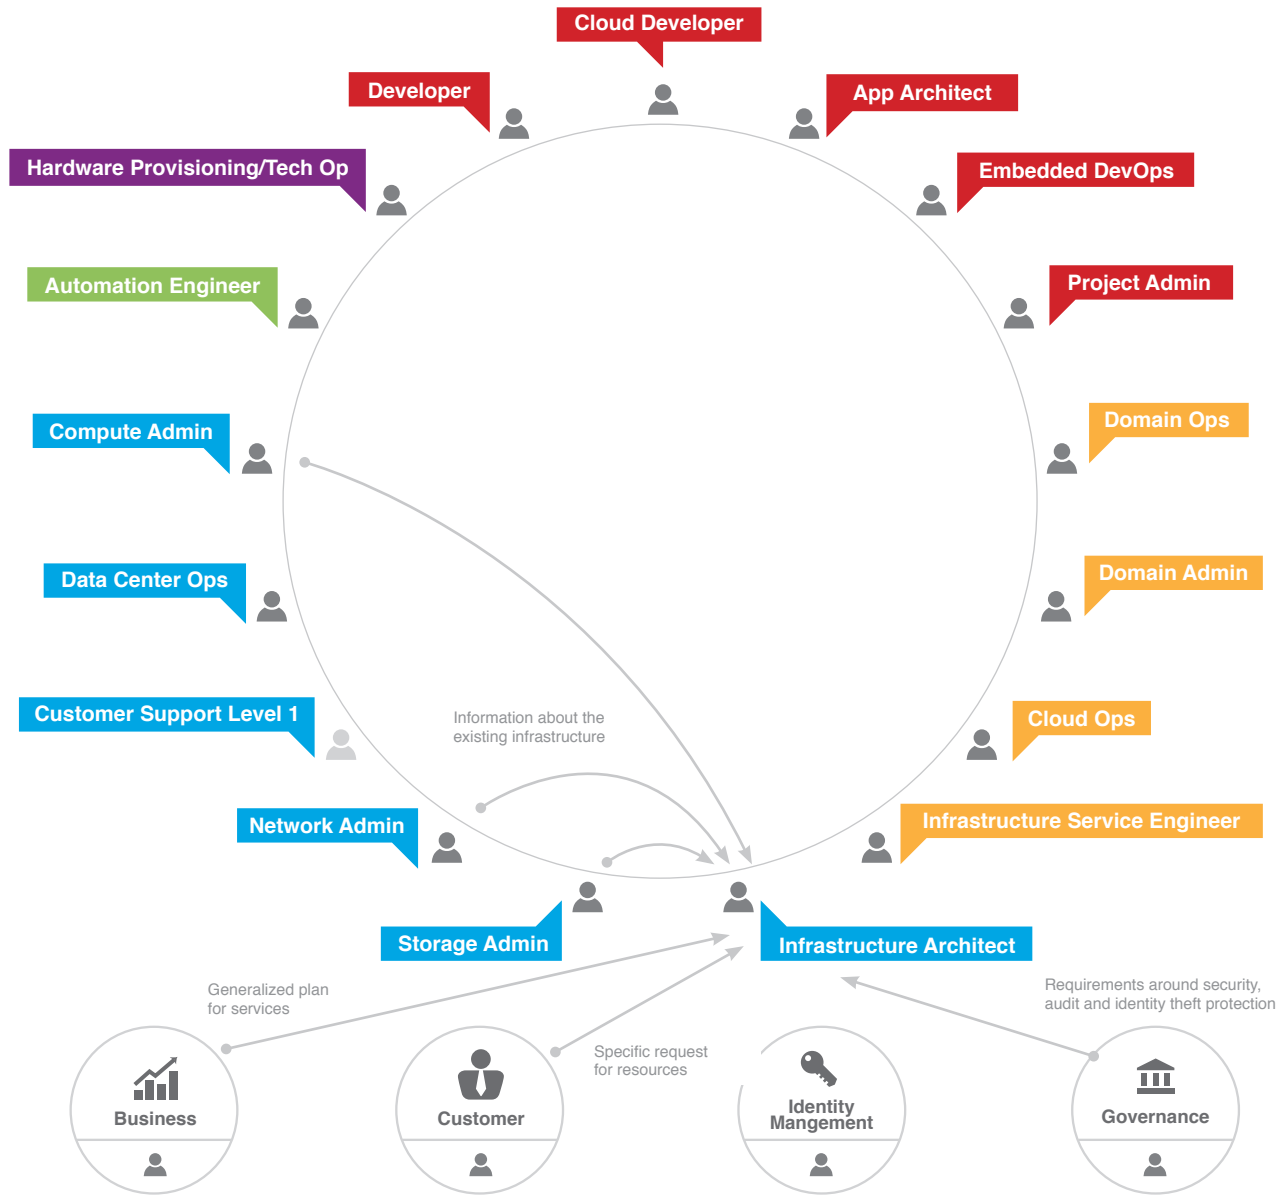 Cloud Developer
Developer
App Architect
Hardware Provisioning/Tech Op
Embedded DevOps
Automation Engineer
Project Admin
Compute Admin
Domain Ops
Data Center Ops
Domain Admin
Customer Support Level 1
Information about the
existing infrastructure
Cloud Ops
Network Admin
Infrastructure Service Engineer
Storage Admin
Infrastructure Architect
Generalized plan
for services
Requirements around security,
audit and identity theft protection
Specific request
for resources
Business
Customer
Identity
Mangement
Governance